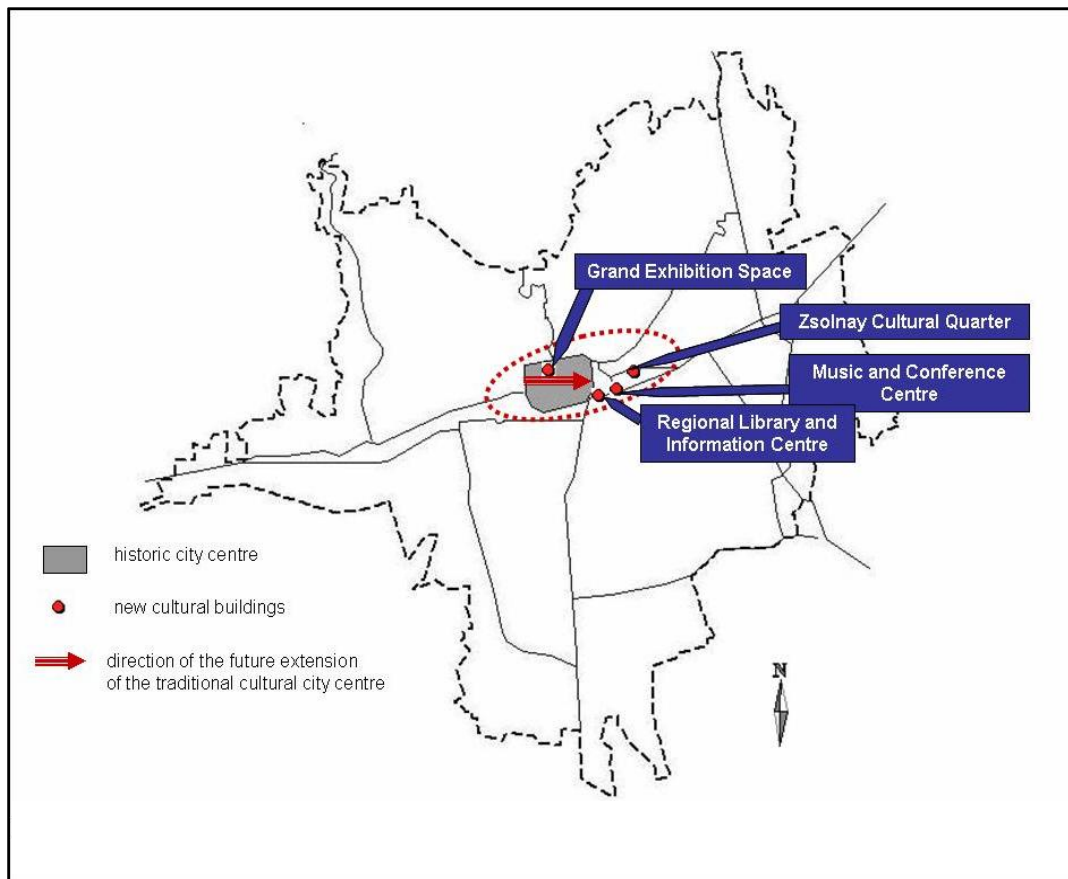 Grand Exhibition Space
Zsolnay Cultural Quarter
Music and Conference
Centre
Regional Library and
Information Centre
historic city centre
new cultural buildings
direction of the future extension
of the traditional cultural city centre
N